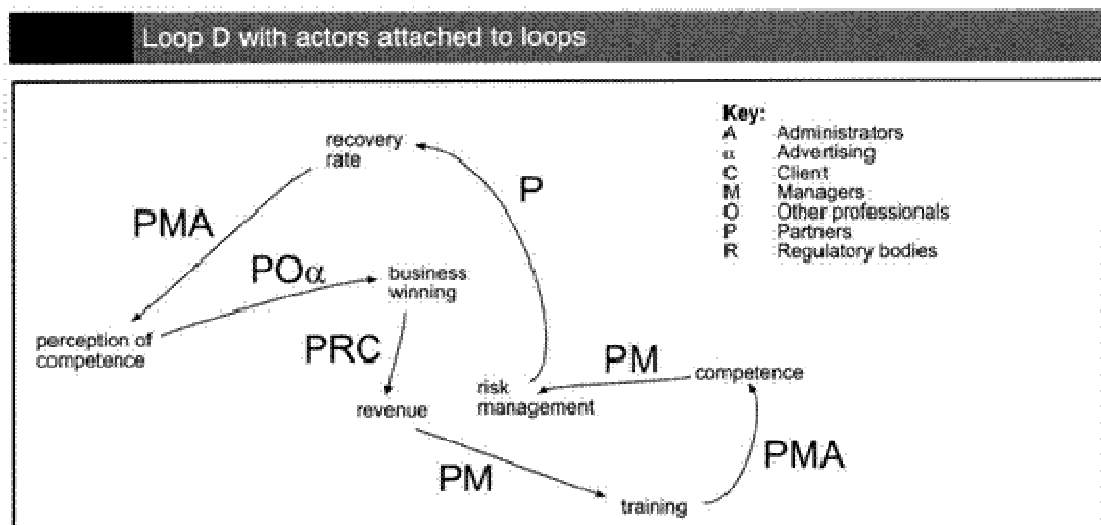 Loop D with actors attached to loops
Key:
A Administrators
α Advertising
C Client
M Managers
O Other professionals
P Partners
R Regulatory bodies
recovery
rate
P
PMA
POα
business
winning
perception of
competence
PRC
PM
competence
risk
management
revenue
PM
PMA
training